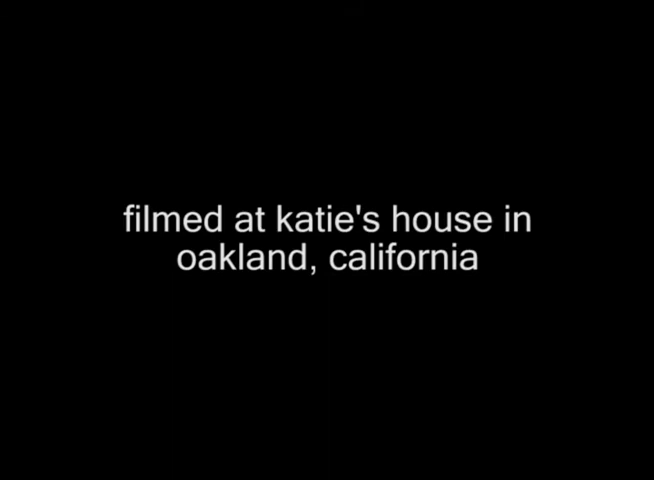 filmed at katie's house in
oakland, california